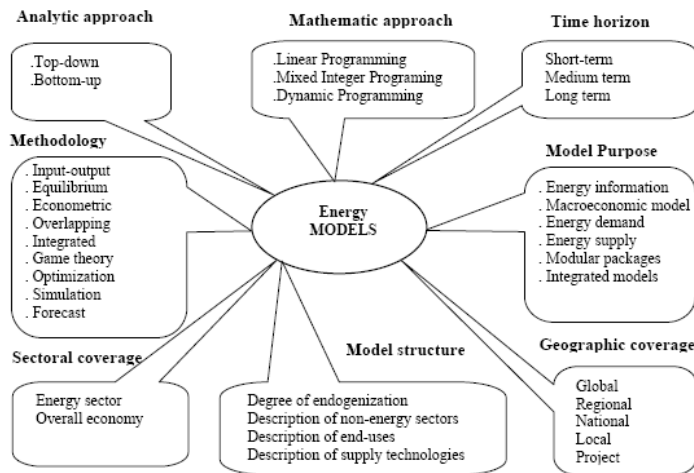 Analytic approach
.Top-down
.Bottom-up
Mathematic approach
.Linear Programming
.Mixed Integer Programing
.Dynamic Programming
Time horizon
Short-term
Medium term
Long term
Methodology
. Input-output
. Equilibrium
. Econometric
. Overlapping
. Integrated
. Game theory
. Optimization
. Simulation
. Forecast
Energy
MODELS
Model Purpose
. Energy information
. Macroeconomic model
. Energy demand
. Energy supply
. Modular packages
. Integrated models
Sectoral coverage
Energy sector
Overall economy
Model structure
Degree of endogenization
Description of non-energy sectors
Description of end-uses
Description of supply technologies
Geographic coverage
Global
Regional
National
Local
Project